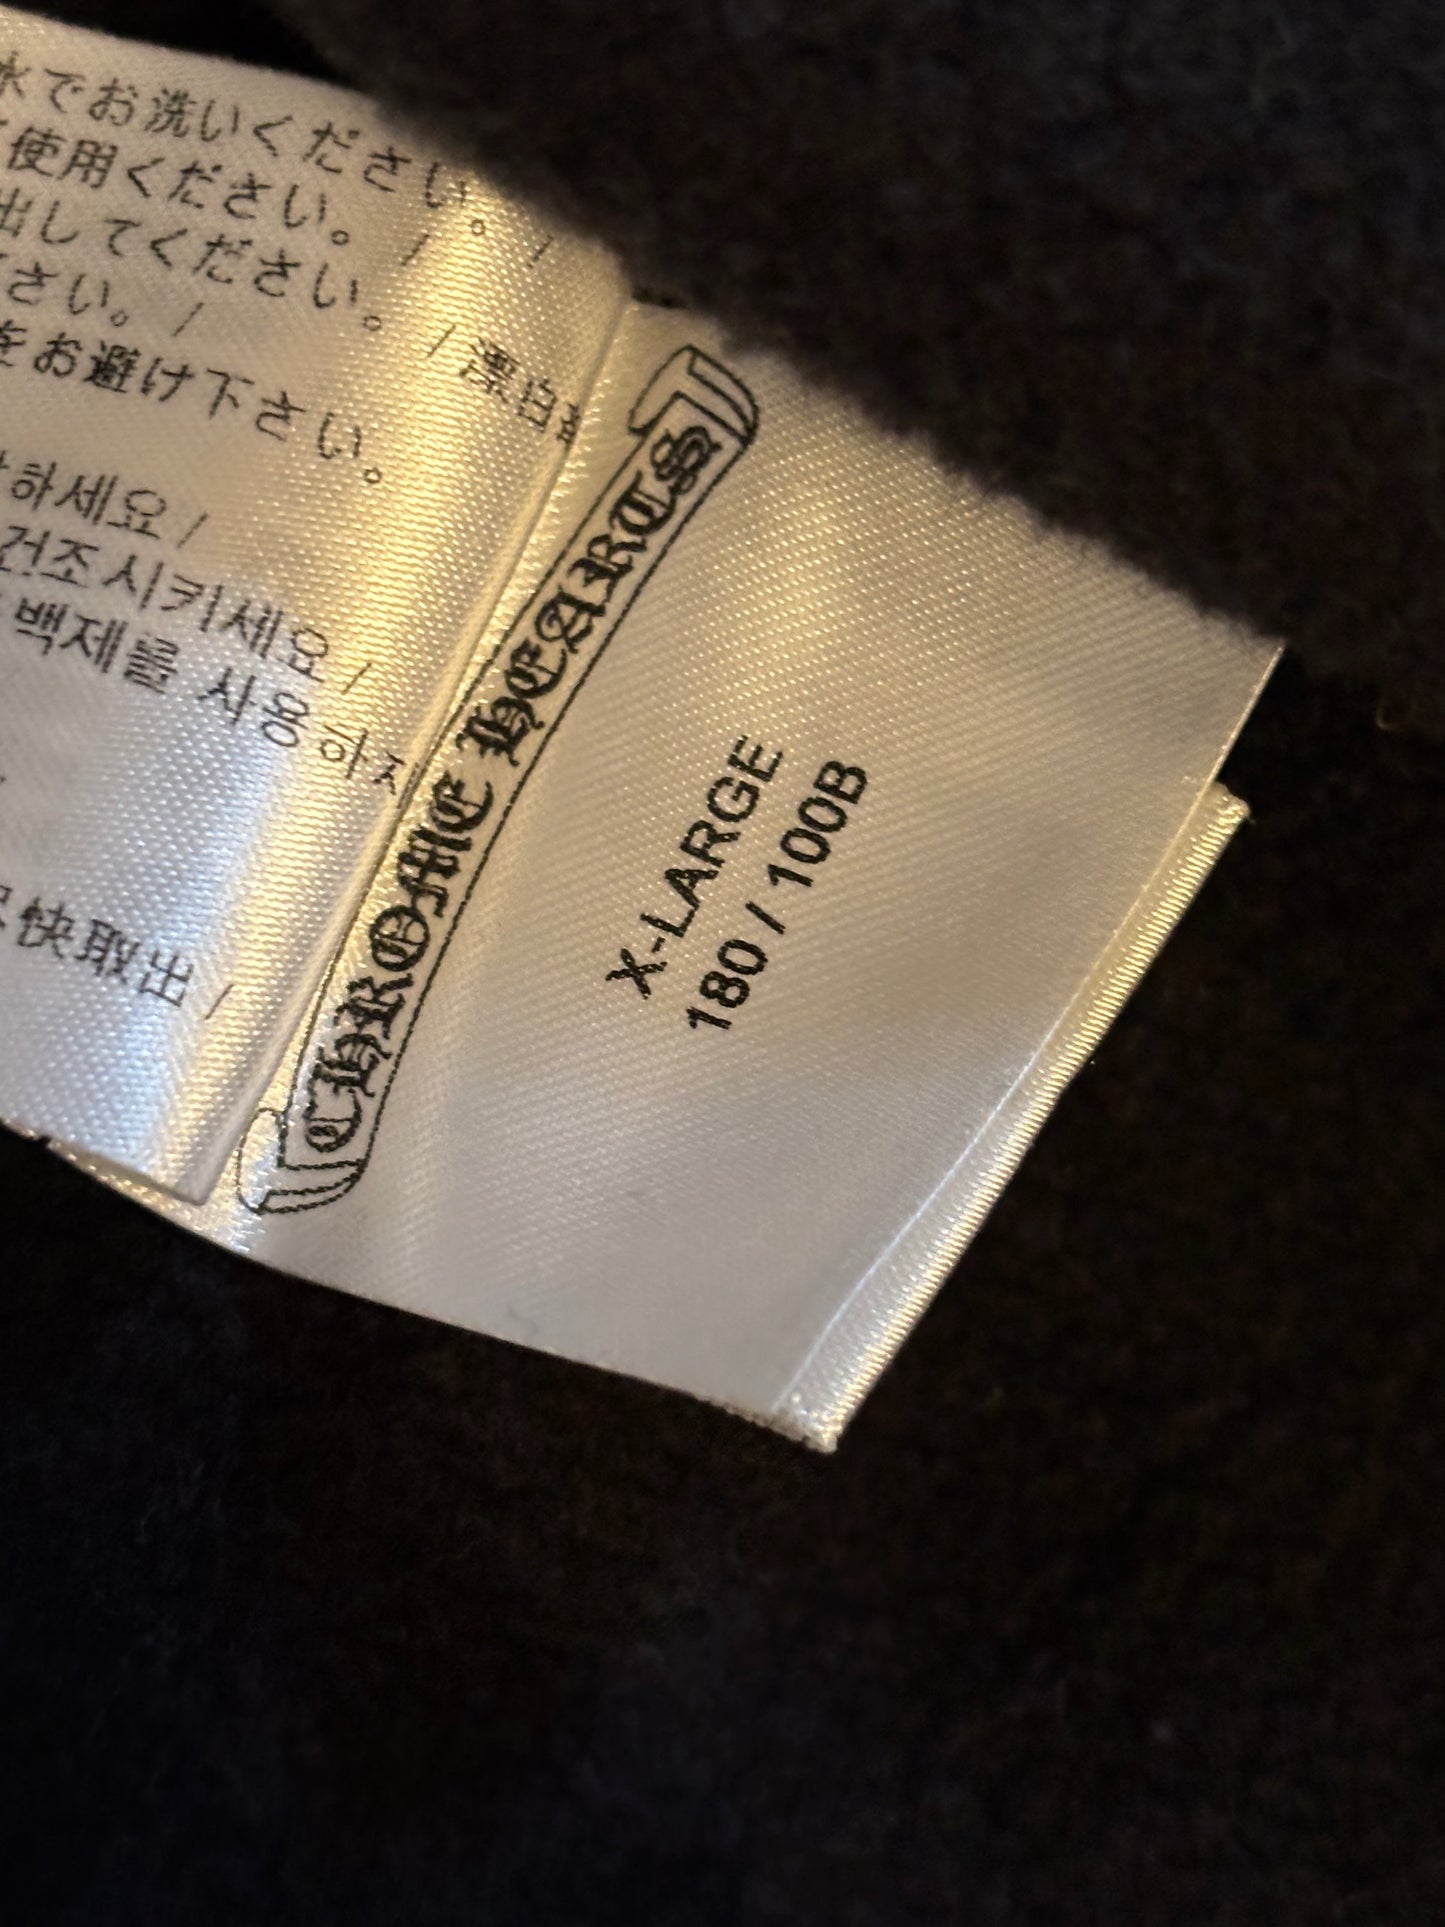 水でお洗いください。 /
使用ください。 /
出してください。 / 漂白
さい。 /
をお避け下さい。
하세요 /
건조시키세요 /
백제를 사용하지
快取出 /
CHROME HEARTS
X-LARGE
180 / 100B